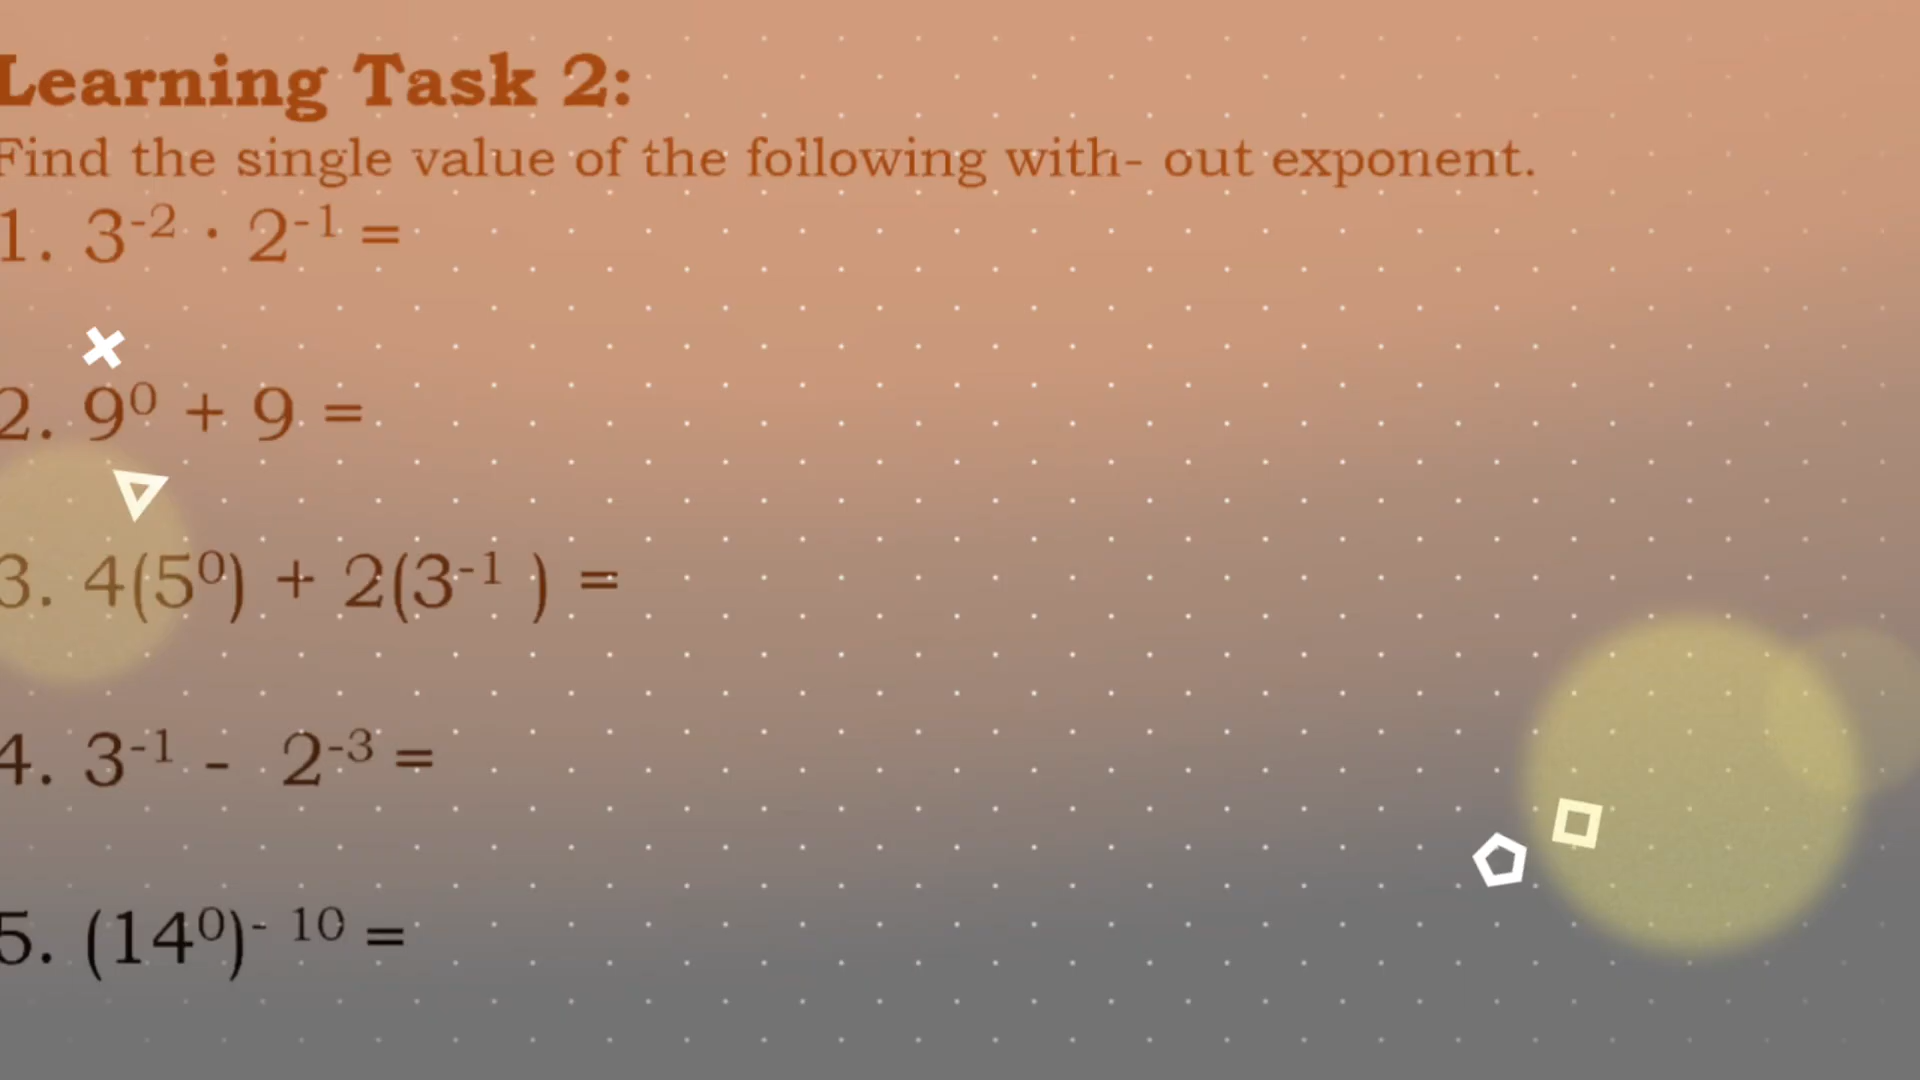 Learning Task 2:
Find the single value of the following with- out exponent.
1. 3⁻² · 2⁻¹ =
2. 9⁰ + 9 =
3. 4(5⁰) + 2(3⁻¹ ) =
4. 3⁻¹ - 2⁻³ =
5. (14⁰)⁻ ¹⁰ =